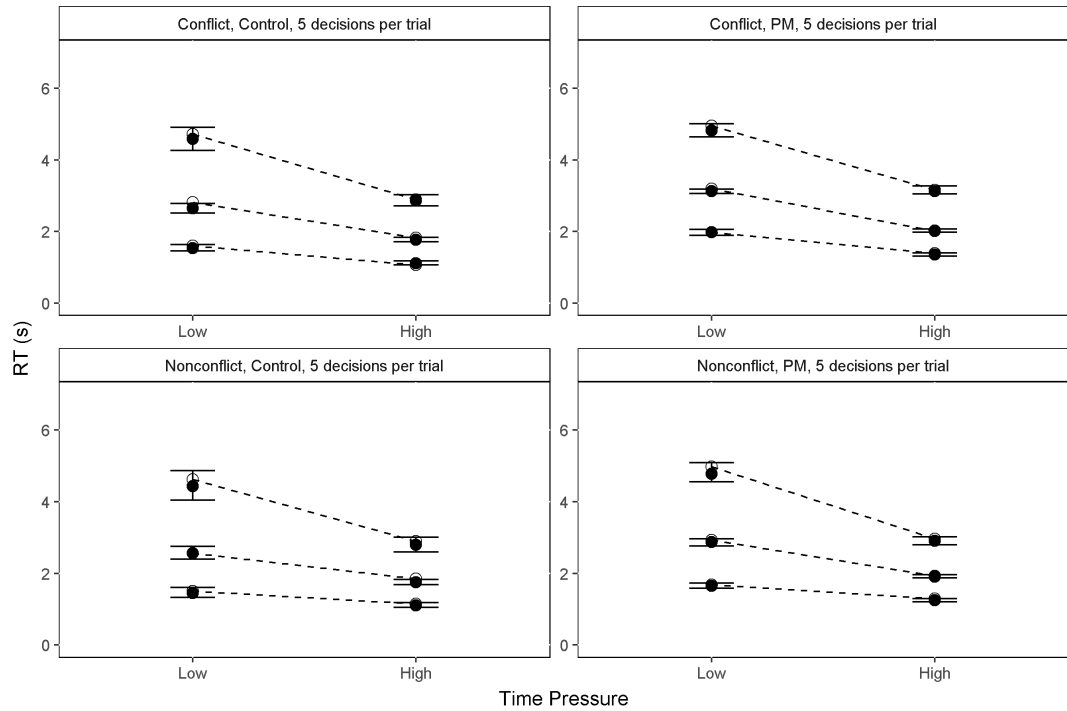 Conflict, Control, 5 decisions per trial
Conflict, PM, 5 decisions per trial
6
4
2
0
Low
High
6
4
2
0
Low
High
RT (s)
Nonconflict, Control, 5 decisions per trial
Nonconflict, PM, 5 decisions per trial
6
4
2
0
Low
High
6
4
2
0
Low
High
Time Pressure